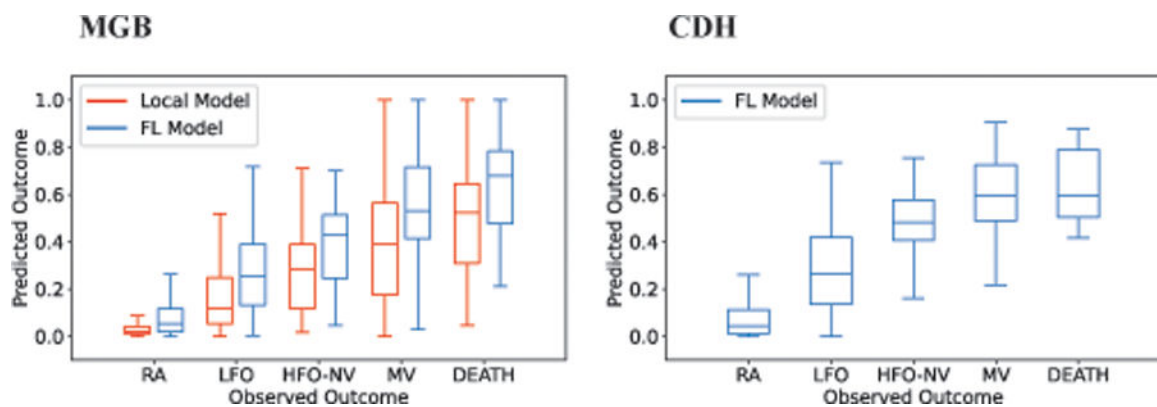 MGB
Local Model
FL Model
1.0
0.8
0.6
0.4
0.2
0.0
Predicted Outcome
RA LFO HFO-NV MV DEATH
Observed Outcome
CDH
FL Model
1.0
0.8
0.6
0.4
0.2
0.0
Predicted Outcome
RA LFO HFO-NV MV DEATH
Observed Outcome